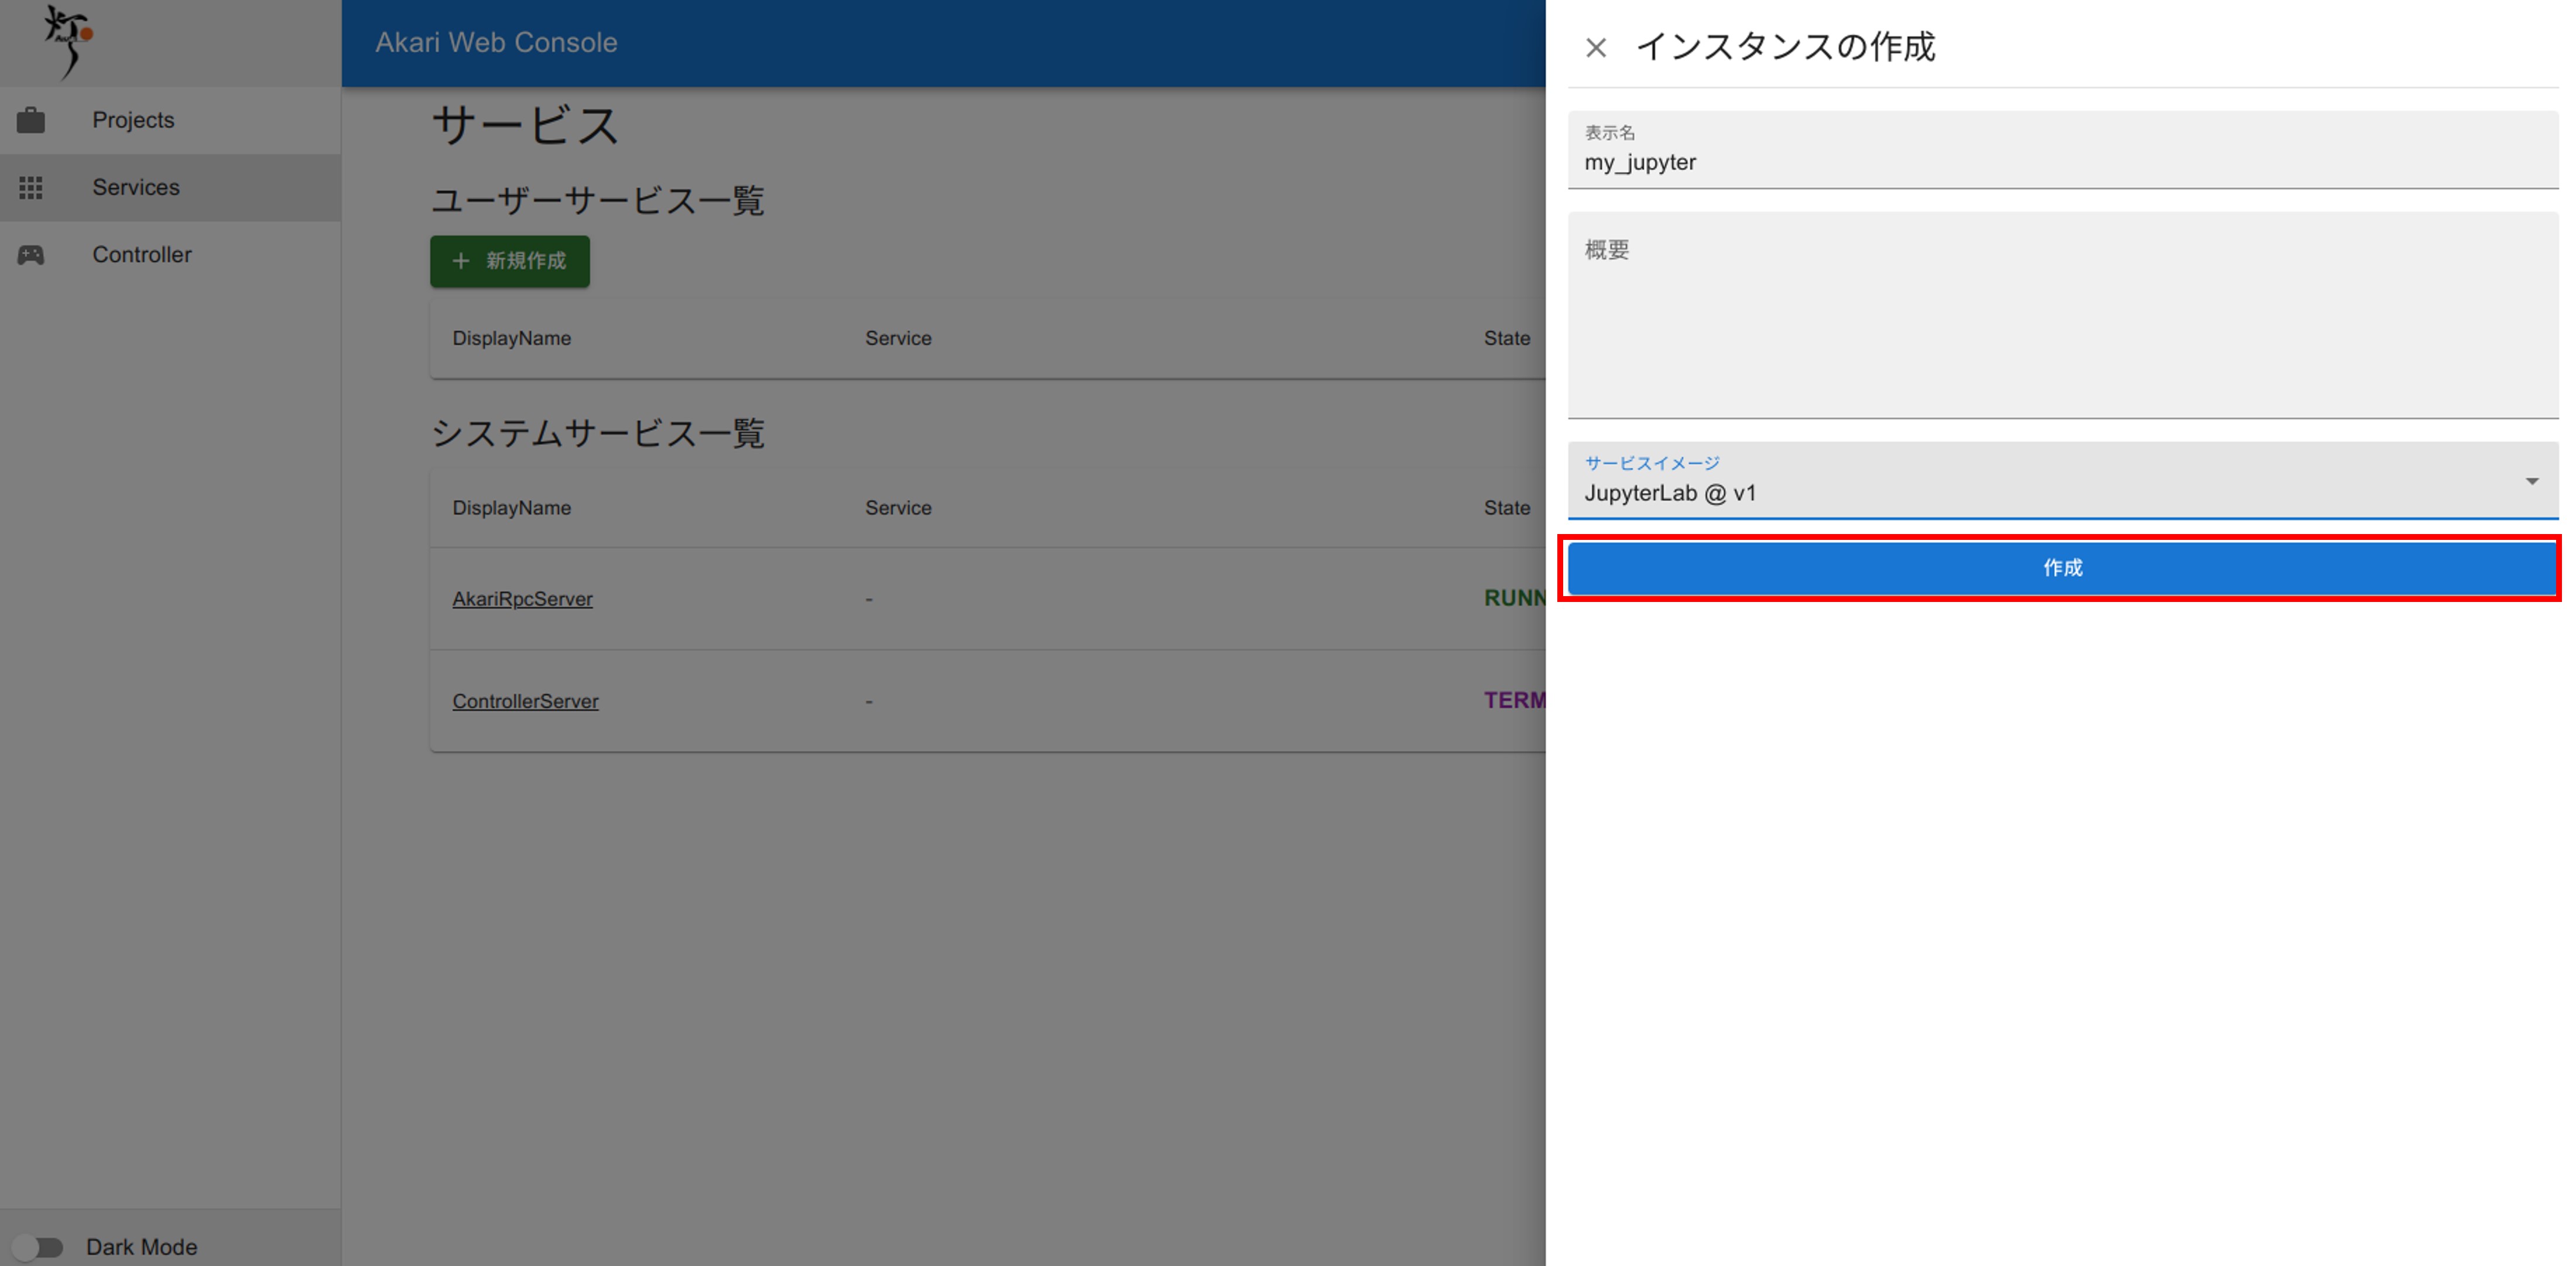 灯
Akari Web Console
Projects
Services
Controller
サービス
ユーザーサービス一覧
+ 新規作成
DisplayName Service State
システムサービス一覧
DisplayName Service State
AkariRpcServer - RUNN
ControllerServer - TERM
Dark Mode
× インスタンスの作成
表示名
my_jupyter
概要
サービスイメージ
JupyterLab @ v1
作成